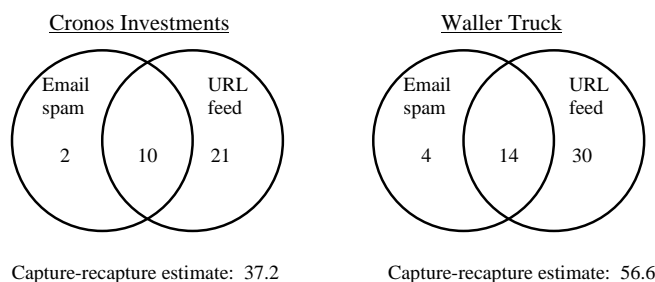 Cronos Investments
Email spam
URL feed
2
10
21
Capture-recapture estimate: 37.2
Waller Truck
Email spam
URL feed
4
14
30
Capture-recapture estimate: 56.6